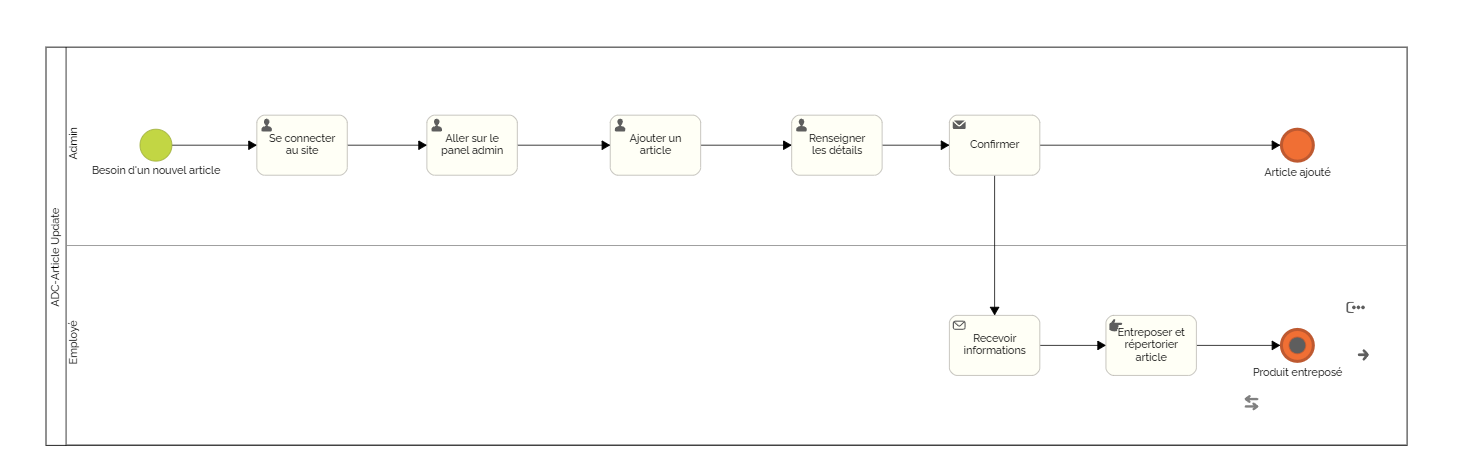 ADC-Article Update
Admin
Besoin d'un nouvel article
Se connecter
au site
Aller sur le
panel admin
Ajouter un
article
Renseigner
les détails
Confirmer
Article ajouté
Employé
Recevoir
informations
Entreposer et
répertorier
article
Produit entreposé